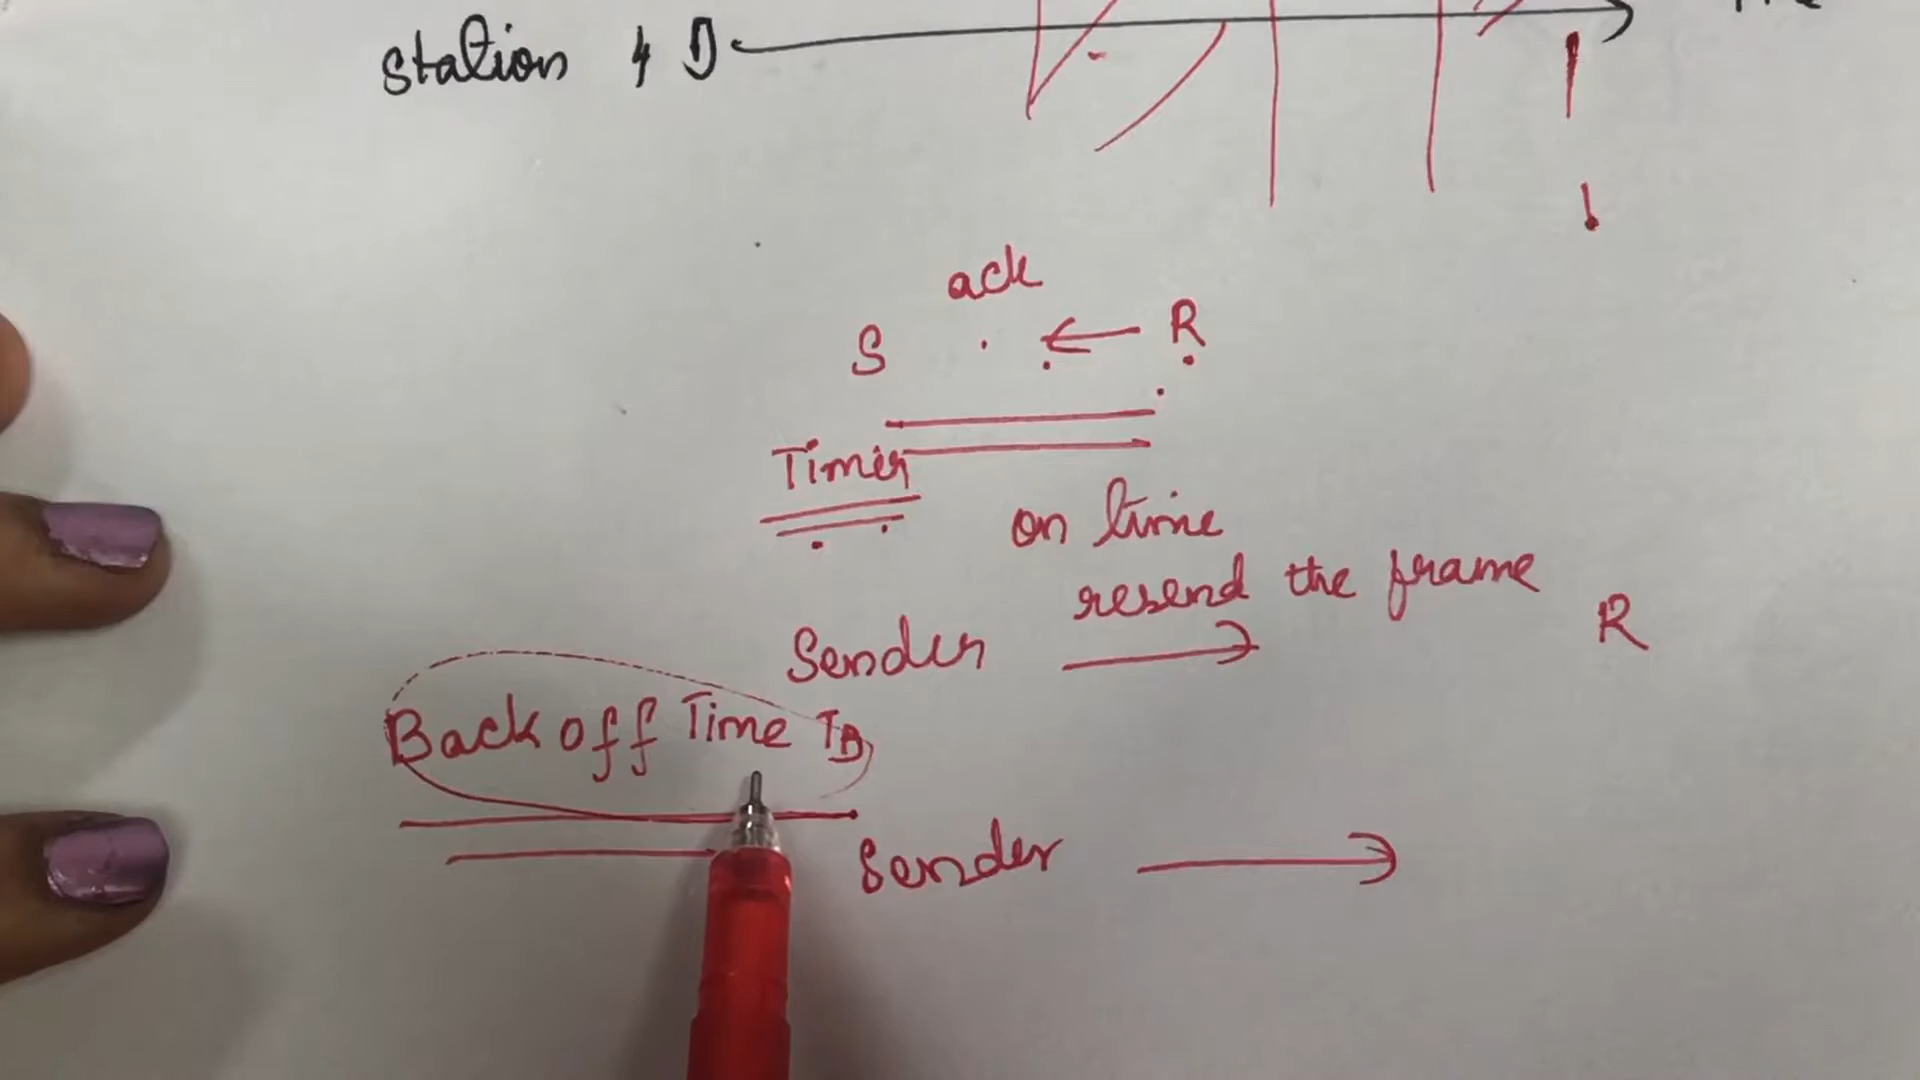 station 4 D
ack
S R
Timer
on time
resend the frame
Sender R
Back off Time TB
Sender